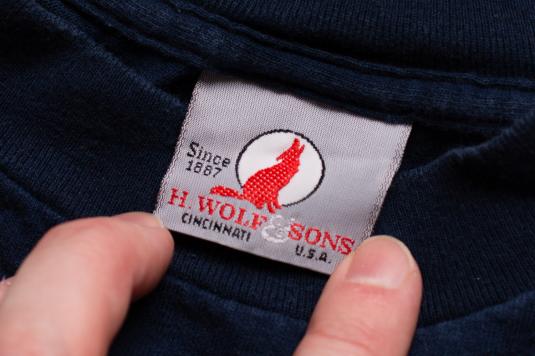 Since
1887
H. WOLF & SONS
CINCINNATI U.S.A.